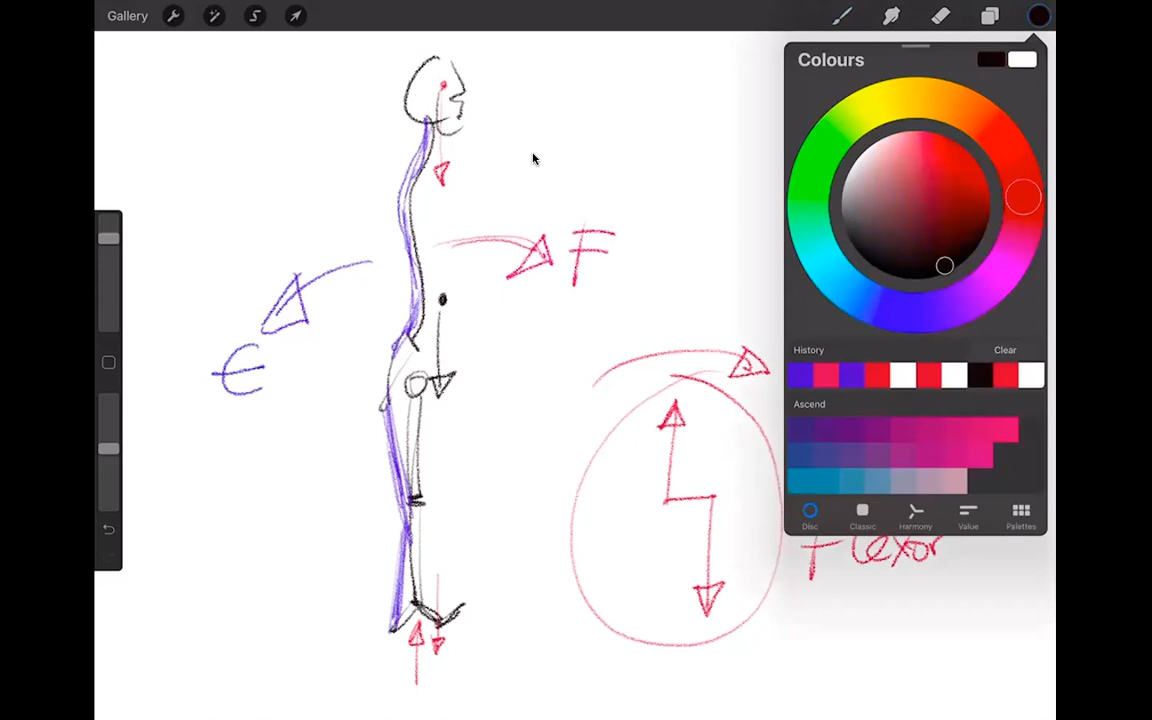 Gallery
Colours
F
E
History
Clear
Ascend
Disc
Classic
Harmony
Value
Palettes
Flexor